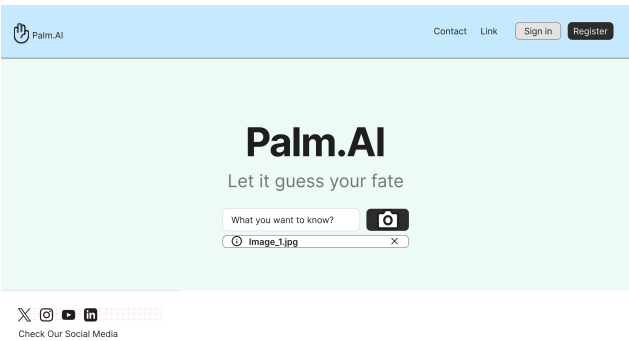 Palm.AI
Contact Link Sign in Register
Palm.AI
Let it guess your fate
What you want to know?
Image_1.jpg
Check Our Social Media